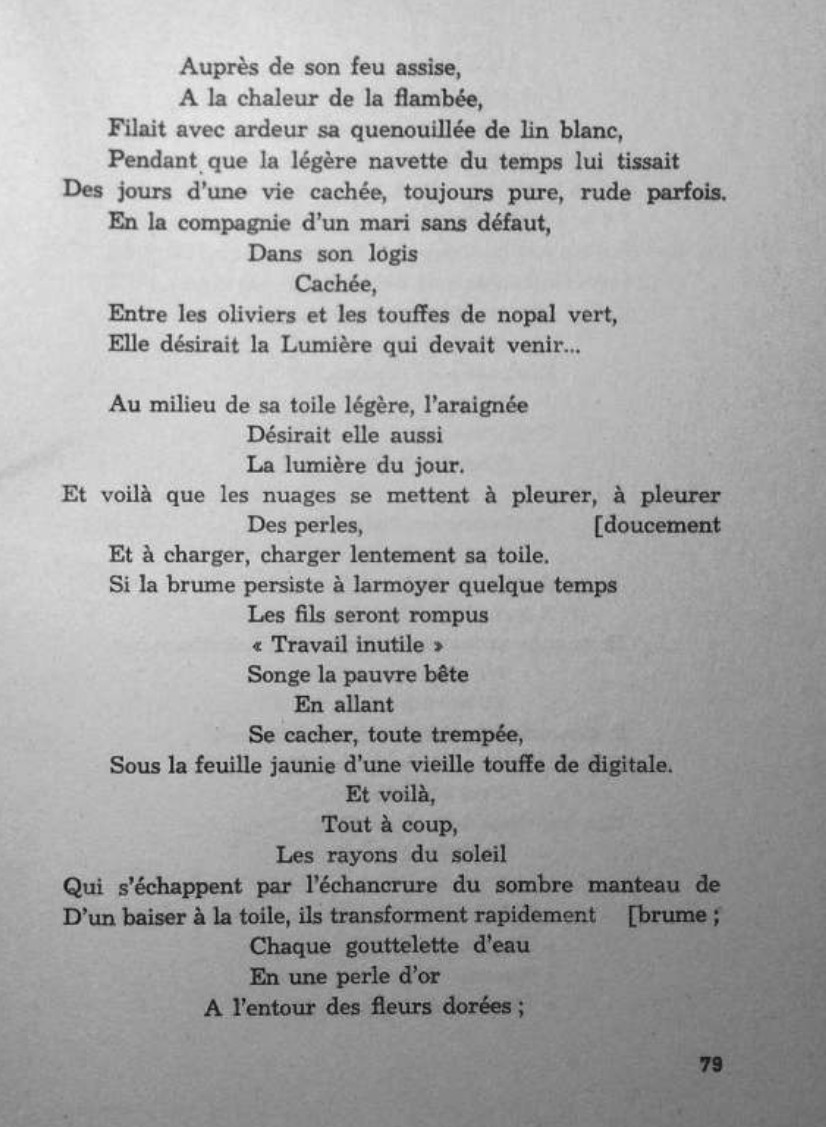 Auprès de son feu assise,
A la chaleur de la flambée,
Filait avec ardeur sa quenouillée de lin blanc,
Pendant que la légère navette du temps lui tissait
Des jours d'une vie cachée, toujours pure, rude parfois.
En la compagnie d'un mari sans défaut,
Dans son logis
Cachée,
Entre les oliviers et les touffes de nopal vert,
Elle désirait la Lumière qui devait venir...
Au milieu de sa toile légère, l'araignée
Désirait elle aussi
La lumière du jour.
Et voilà que les nuages se mettent à pleurer, à pleurer
Des perles, [doucement
Et à charger, charger lentement sa toile.
Si la brume persiste à larmoyer quelque temps
Les fils seront rompus
« Travail inutile »
Songe la pauvre bête
En allant
Se cacher, toute trempée,
Sous la feuille jaunie d'une vieille touffe de digitale.
Et voilà,
Tout à coup,
Les rayons du soleil
Qui s'échappent par l'échancrure du sombre manteau de
D'un baiser à la toile, ils transforment rapidement [brume ;
Chaque gouttelette d'eau
En une perle d'or
A l'entour des fleurs dorées ;
79